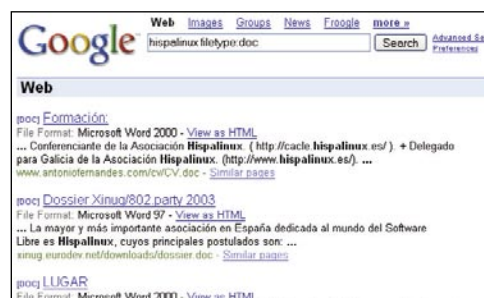 Google
Web Images Groups News Froogle more »
hispalinux filetype:doc
Search
Advanced Se
Preferences
Web
[DOC] Formación:
File Format: Microsoft Word 2000 - View as HTML
... Conferenciante de la Asociación Hispalinux. ( http://cacle.hispalinux.es/ ). + Delegado
para Galicia de la Asociación Hispalinux. (http://www.hispalinux.es/). ...
www.antoniofernandes.com/cv/CV.doc - Similar pages
[DOC] Dossier Xinug/802 party 2003
File Format: Microsoft Word 97 - View as HTML
... La mayor y más importante asociación en España dedicada al mundo del Software
Libre es Hispalinux, cuyos principales postulados son: ...
xinug.eurodev.net/downloads/dossier.doc - Similar pages
[DOC] LUGAR
File Format: Microsoft Word 2000 - View as HTML